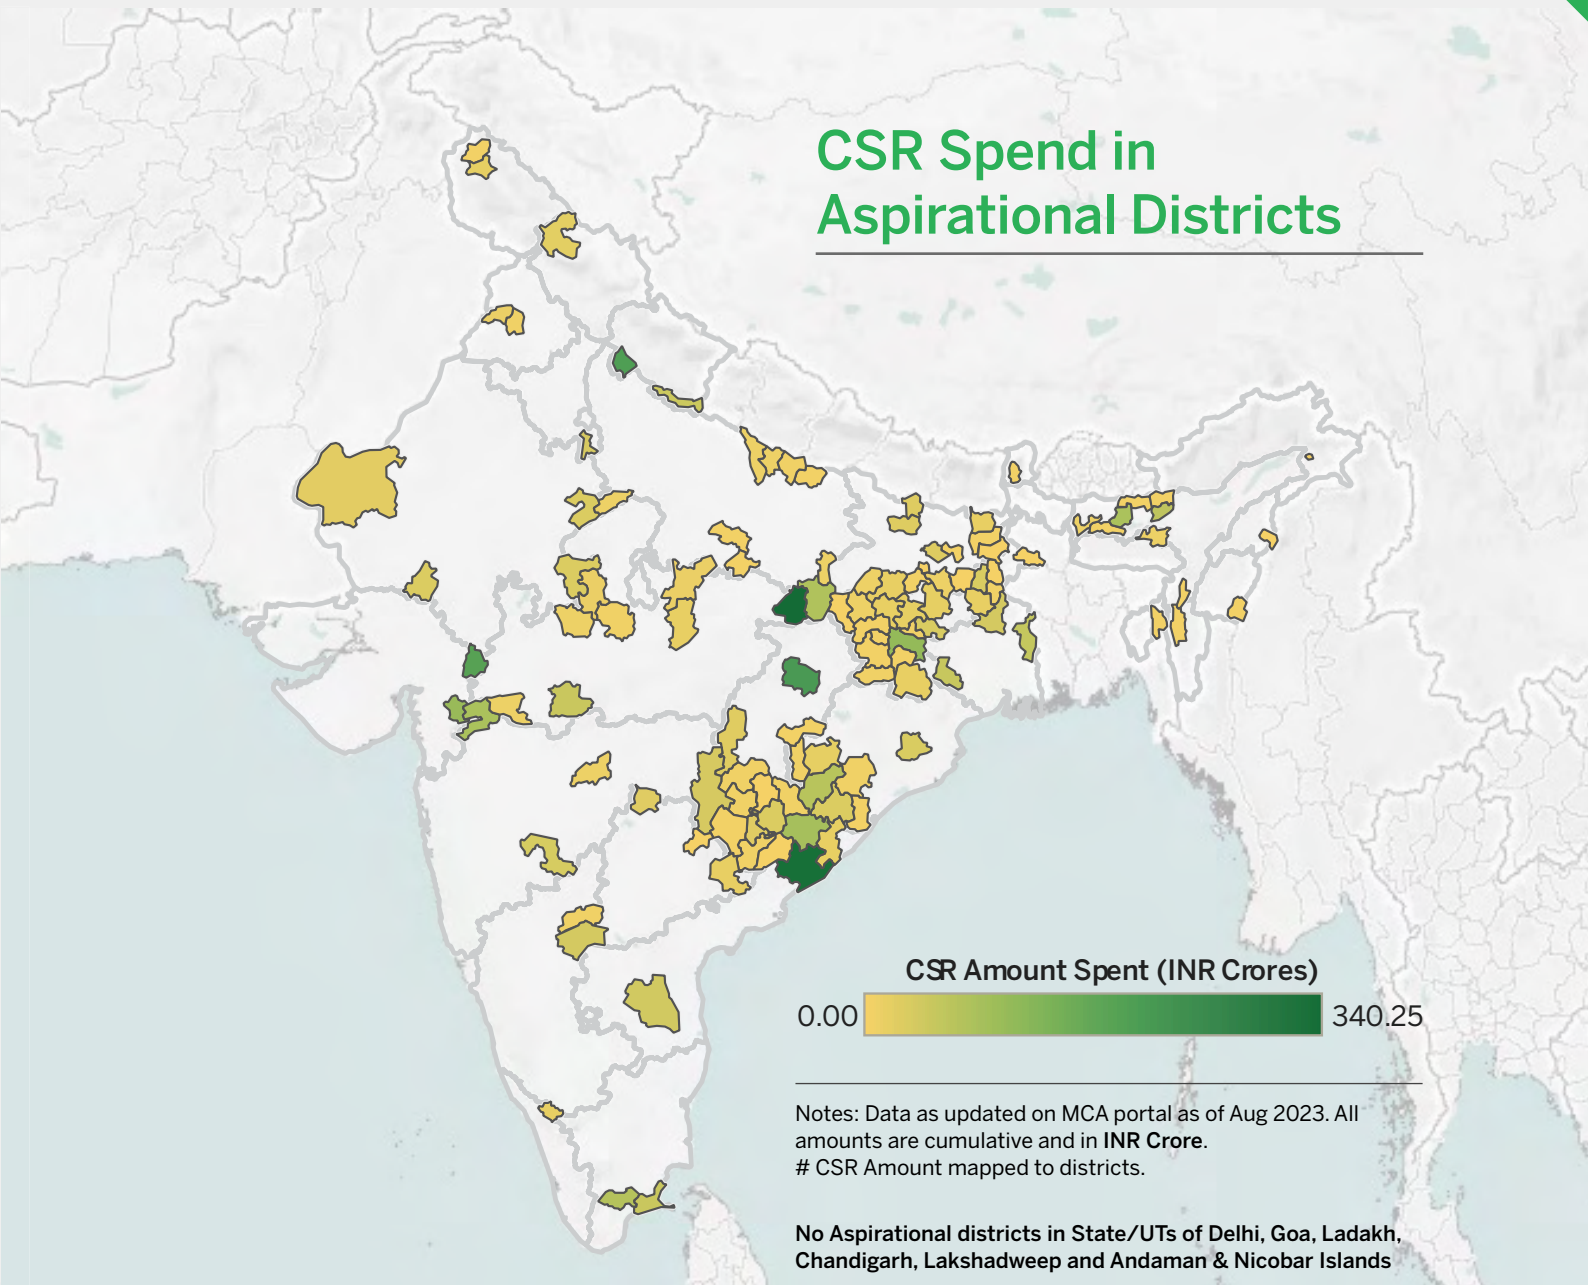 CSR Spend in
Aspirational Districts
CSR Amount Spent (INR Crores)
0.00 340.25
Notes: Data as updated on MCA portal as of Aug 2023. All
amounts are cumulative and in INR Crore.
# CSR Amount mapped to districts.
No Aspirational districts in State/UTs of Delhi, Goa, Ladakh,
Chandigarh, Lakshadweep and Andaman & Nicobar Islands